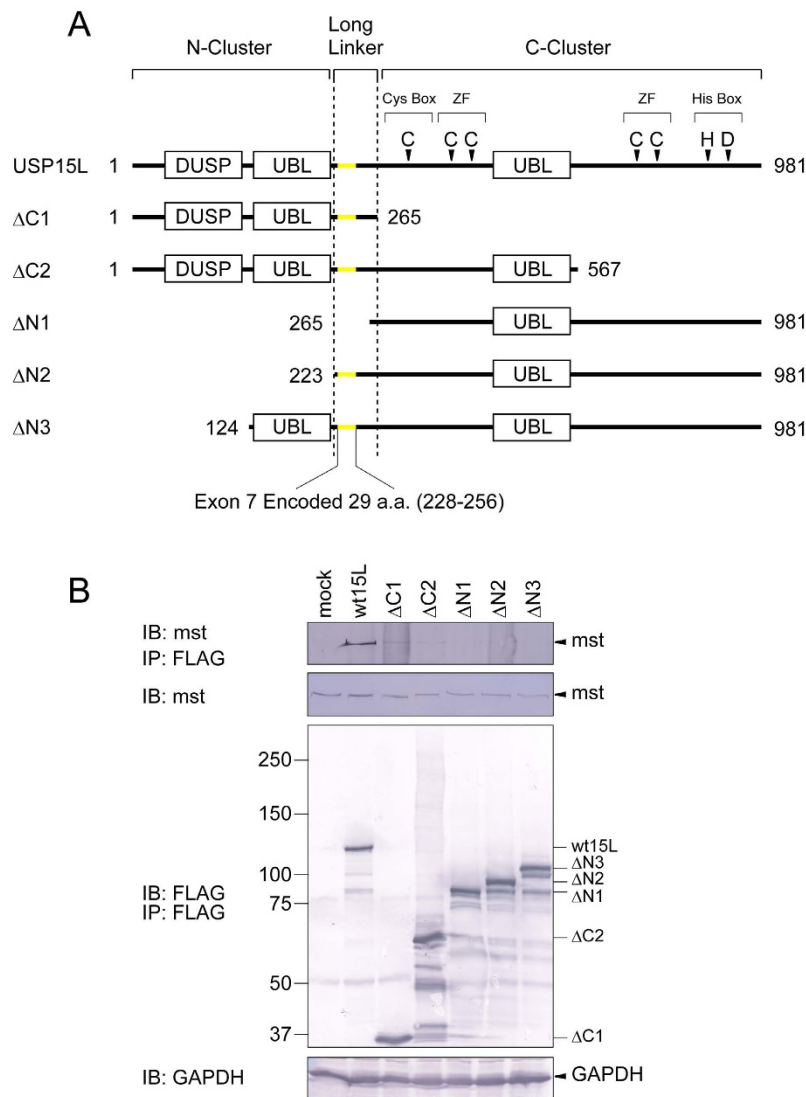 A
N-Cluster
Long
Linker
C-Cluster
Cys Box
ZF
ZF
His Box
C
C C
C C
H D
USP15L 1 DUSP UBL UBL 981
ΔC1 1 DUSP UBL 265
ΔC2 1 DUSP UBL UBL 567
ΔN1 265 UBL 981
ΔN2 223 UBL 981
ΔN3 124 UBL UBL 981
Exon 7 Encoded 29 a.a. (228-256)
B
mock wt15L ΔC1 ΔC2 ΔN1 ΔN2 ΔN3
IB: mst
IP: FLAG
mst
IB: mst
mst
250
150
100
75
50
37
IB: FLAG
IP: FLAG
wt15L
ΔN3
ΔN2
ΔN1
ΔC2
ΔC1
IB: GAPDH
GAPDH